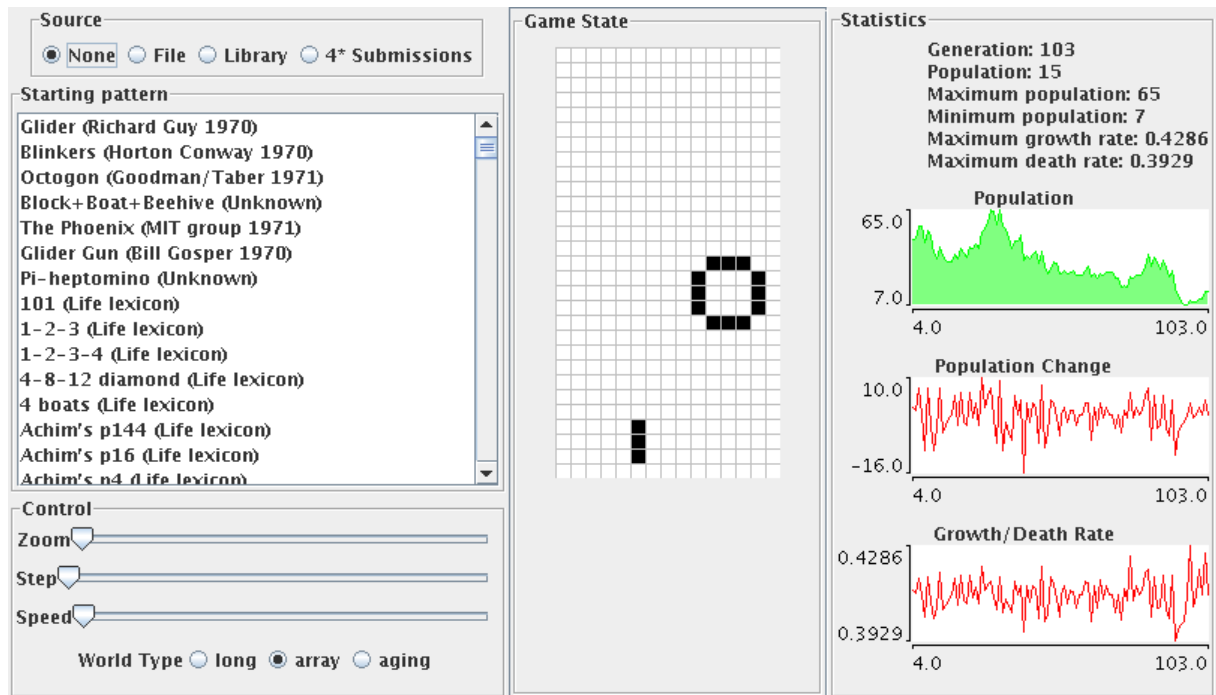 Source
None File Library 4* Submissions
Starting pattern
Glider (Richard Guy 1970)
Blinkers (Horton Conway 1970)
Octogon (Goodman/Taber 1971)
Block+Boat+Beehive (Unknown)
The Phoenix (MIT group 1971)
Glider Gun (Bill Gosper 1970)
Pi-heptomino (Unknown)
101 (Life lexicon)
1-2-3 (Life lexicon)
1-2-3-4 (Life lexicon)
4-8-12 diamond (Life lexicon)
4 boats (Life lexicon)
Achim's p144 (Life lexicon)
Achim's p16 (Life lexicon)
Achim's p4 (Life lexicon)
Control
Zoom
Step
Speed
World Type long array aging
Game State
Statistics
Generation: 103
Population: 15
Maximum population: 65
Minimum population: 7
Maximum growth rate: 0.4286
Maximum death rate: 0.3929
Population
65.0
7.0
4.0 103.0
Population Change
10.0
-16.0
4.0 103.0
Growth/Death Rate
0.4286
0.3929
4.0 103.0